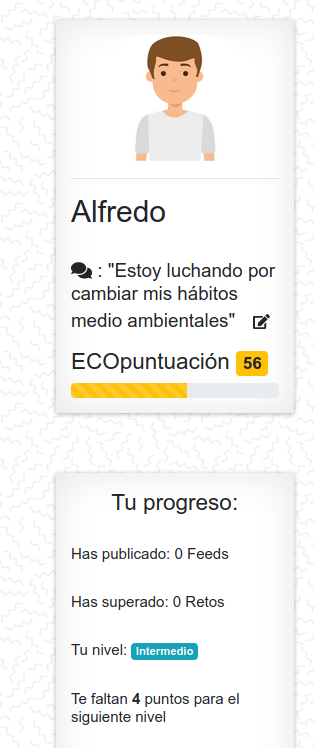 Alfredo
: "Estoy luchando por
cambiar mis hábitos
medio ambientales"
ECOpuntuación 56
Tu progreso:
Has publicado: 0 Feeds
Has superado: 0 Retos
Tu nivel: Intermedio
Te faltan 4 puntos para el
siguiente nivel